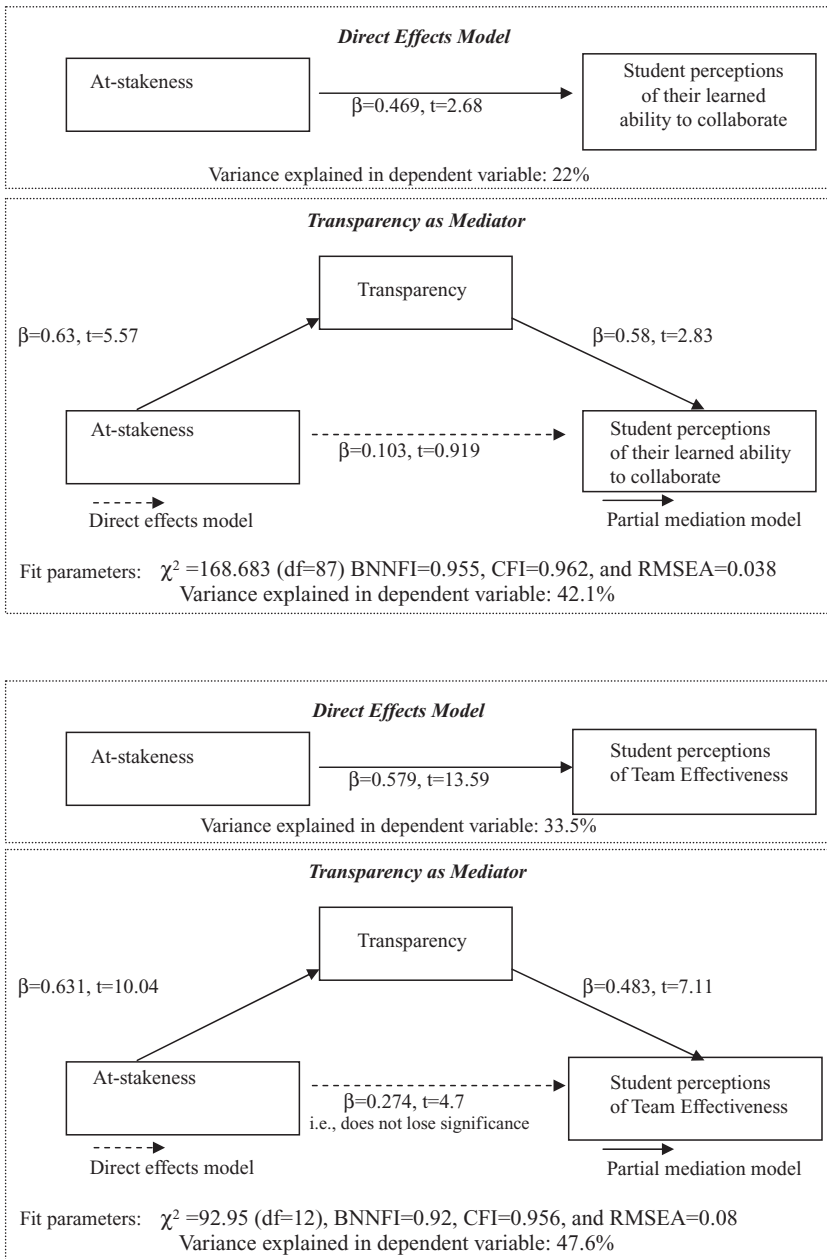 Direct Effects Model
At-stakeness
β=0.469, t=2.68
Student perceptions
of their learned
ability to collaborate
Variance explained in dependent variable: 22%
Transparency as Mediator
Transparency
β=0.63, t=5.57
β=0.58, t=2.83
At-stakeness
β=0.103, t=0.919
Student perceptions
of their learned ability
to collaborate
Direct effects model
Partial mediation model
Fit parameters: χ² =168.683 (df=87) BNNFI=0.955, CFI=0.962, and RMSEA=0.038
Variance explained in dependent variable: 42.1%
Direct Effects Model
At-stakeness
β=0.579, t=13.59
Student perceptions
of Team Effectiveness
Variance explained in dependent variable: 33.5%
Transparency as Mediator
Transparency
β=0.631, t=10.04
β=0.483, t=7.11
At-stakeness
β=0.274, t=4.7
i.e., does not lose significance
Student perceptions
of Team Effectiveness
Direct effects model
Partial mediation model
Fit parameters: χ² =92.95 (df=12), BNNFI=0.92, CFI=0.956, and RMSEA=0.08
Variance explained in dependent variable: 47.6%